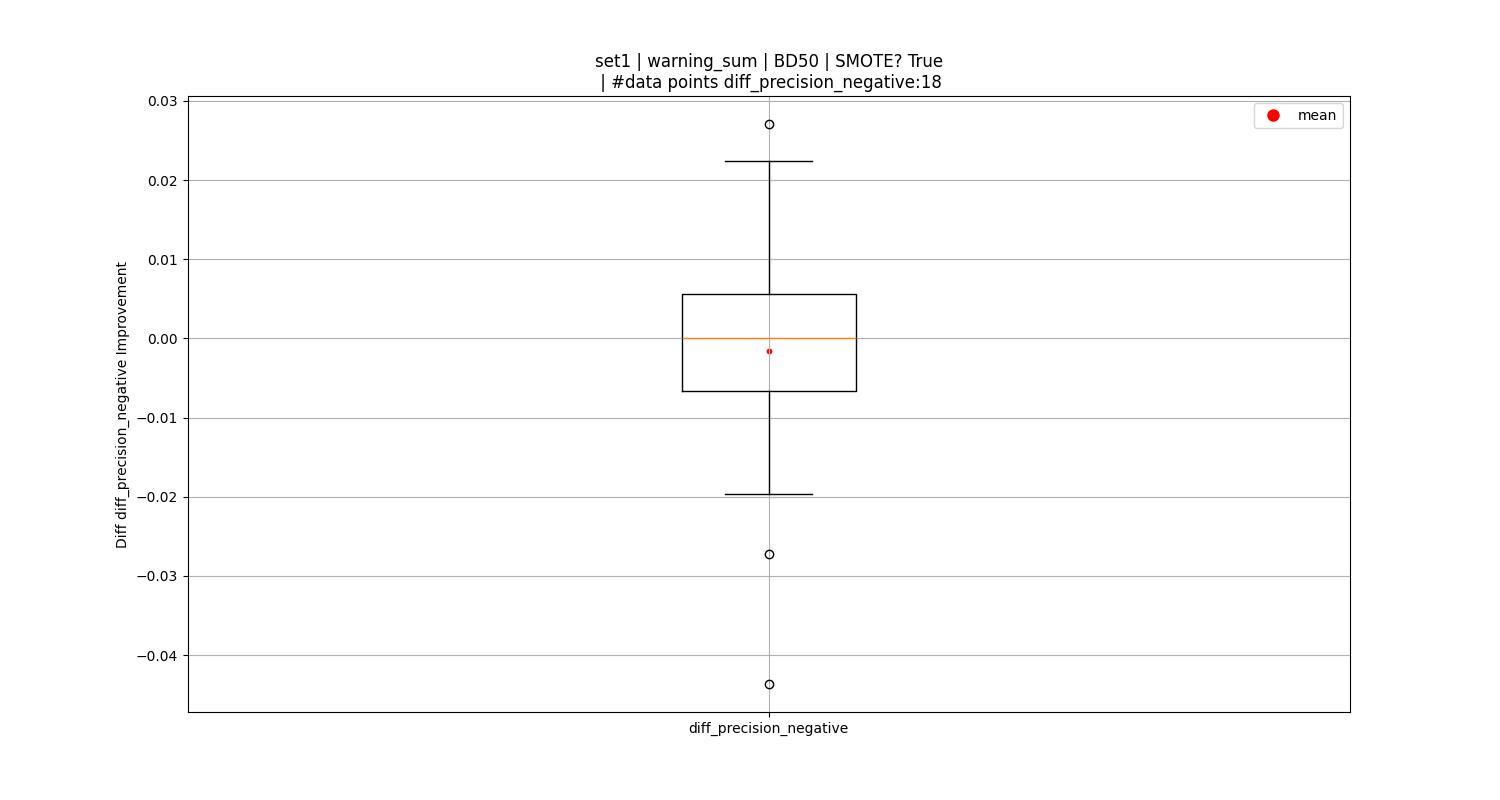 set1 | warning_sum | BD50 | SMOTE? True
| #data points diff_precision_negative:18
mean
0.03
0.02
0.01
0.00
−0.01
−0.02
−0.03
−0.04
Diff diff_precision_negative Improvement
diff_precision_negative